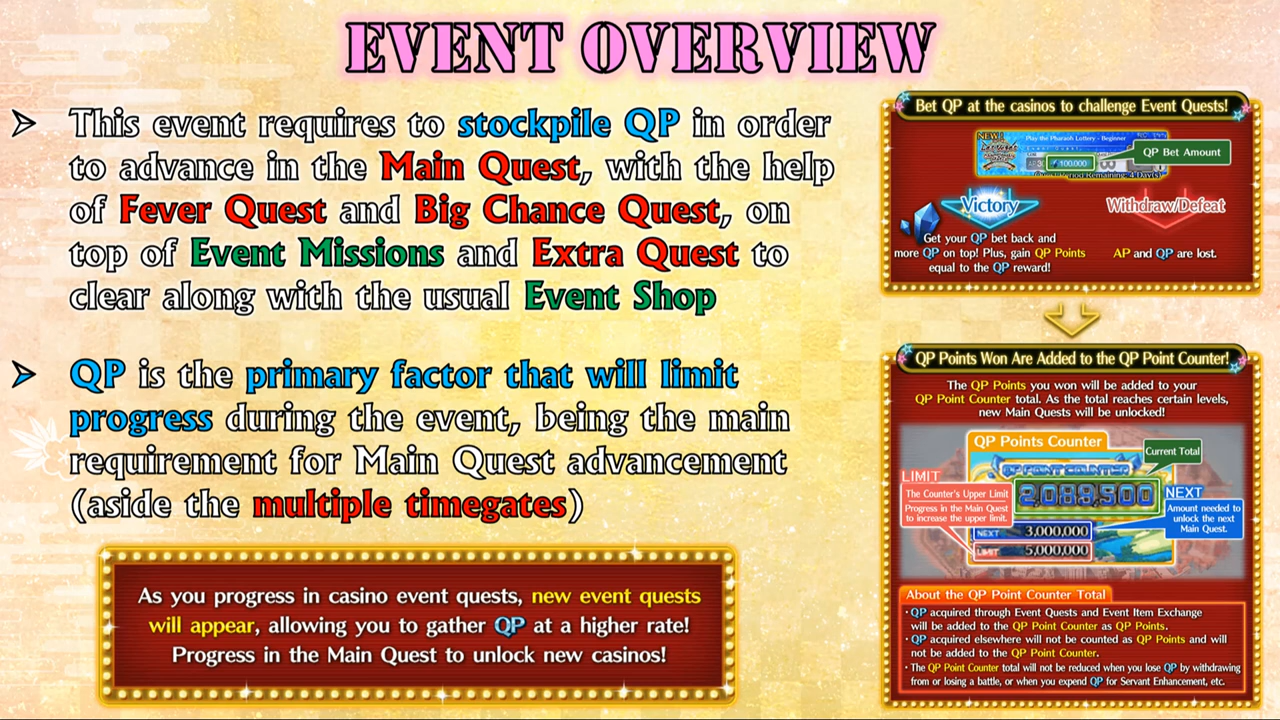 EVENT OVERVIEW
This event requires to stockpile QP in order
to advance in the Main Quest, with the help
of Fever Quest and Big Chance Quest, on
top of Event Missions and Extra Quest to
clear along with the usual Event Shop
QP is the primary factor that will limit
progress during the event, being the main
requirement for Main Quest advancement
(aside the multiple timegates)
As you progress in casino event quests, new event quests
will appear, allowing you to gather QP at a higher rate!
Progress in the Main Quest to unlock new casinos!
Bet QP at the casinos to challenge Event Quests!
NEW!
Play the Pharaoh Lottery - Beginner
100,000
QP Bet Amount
Victory
Withdraw/Defeat
Get your QP bet back and
more QP on top! Plus, gain QP Points
equal to the QP reward!
AP and QP are lost.
QP Points Won Are Added to the QP Point Counter!
The QP Points you won will be added to your
QP Point Counter total. As the total reaches certain levels,
new Main Quests will be unlocked!
QP Points Counter
Current Total
QP POINT COUNTER
2,089,500
LIMIT
The Counter's Upper Limit
Progress in the Main Quest
to increase the upper limit.
NEXT
Amount needed to
unlock the next
Main Quest.
NEXT 3,000,000
LIMIT 5,000,000
About the QP Point Counter Total
・QP acquired through Event Quests and Event Item Exchange
will be added to the QP Point Counter as QP Points.
・QP acquired elsewhere will not be counted as QP Points and will
not be added to the QP Point Counter.
・The QP Point Counter total will not be reduced when you lose QP by withdrawing
from or losing a battle, or when you expend QP for Servant Enhancement, etc.